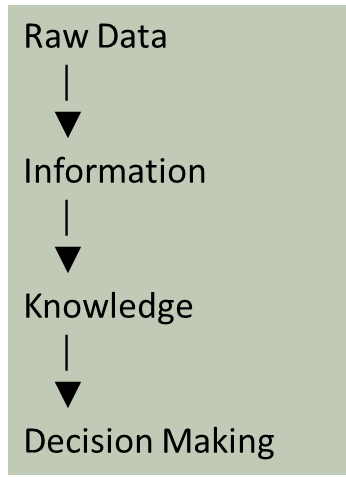 Raw Data
Information
Knowledge
Decision Making